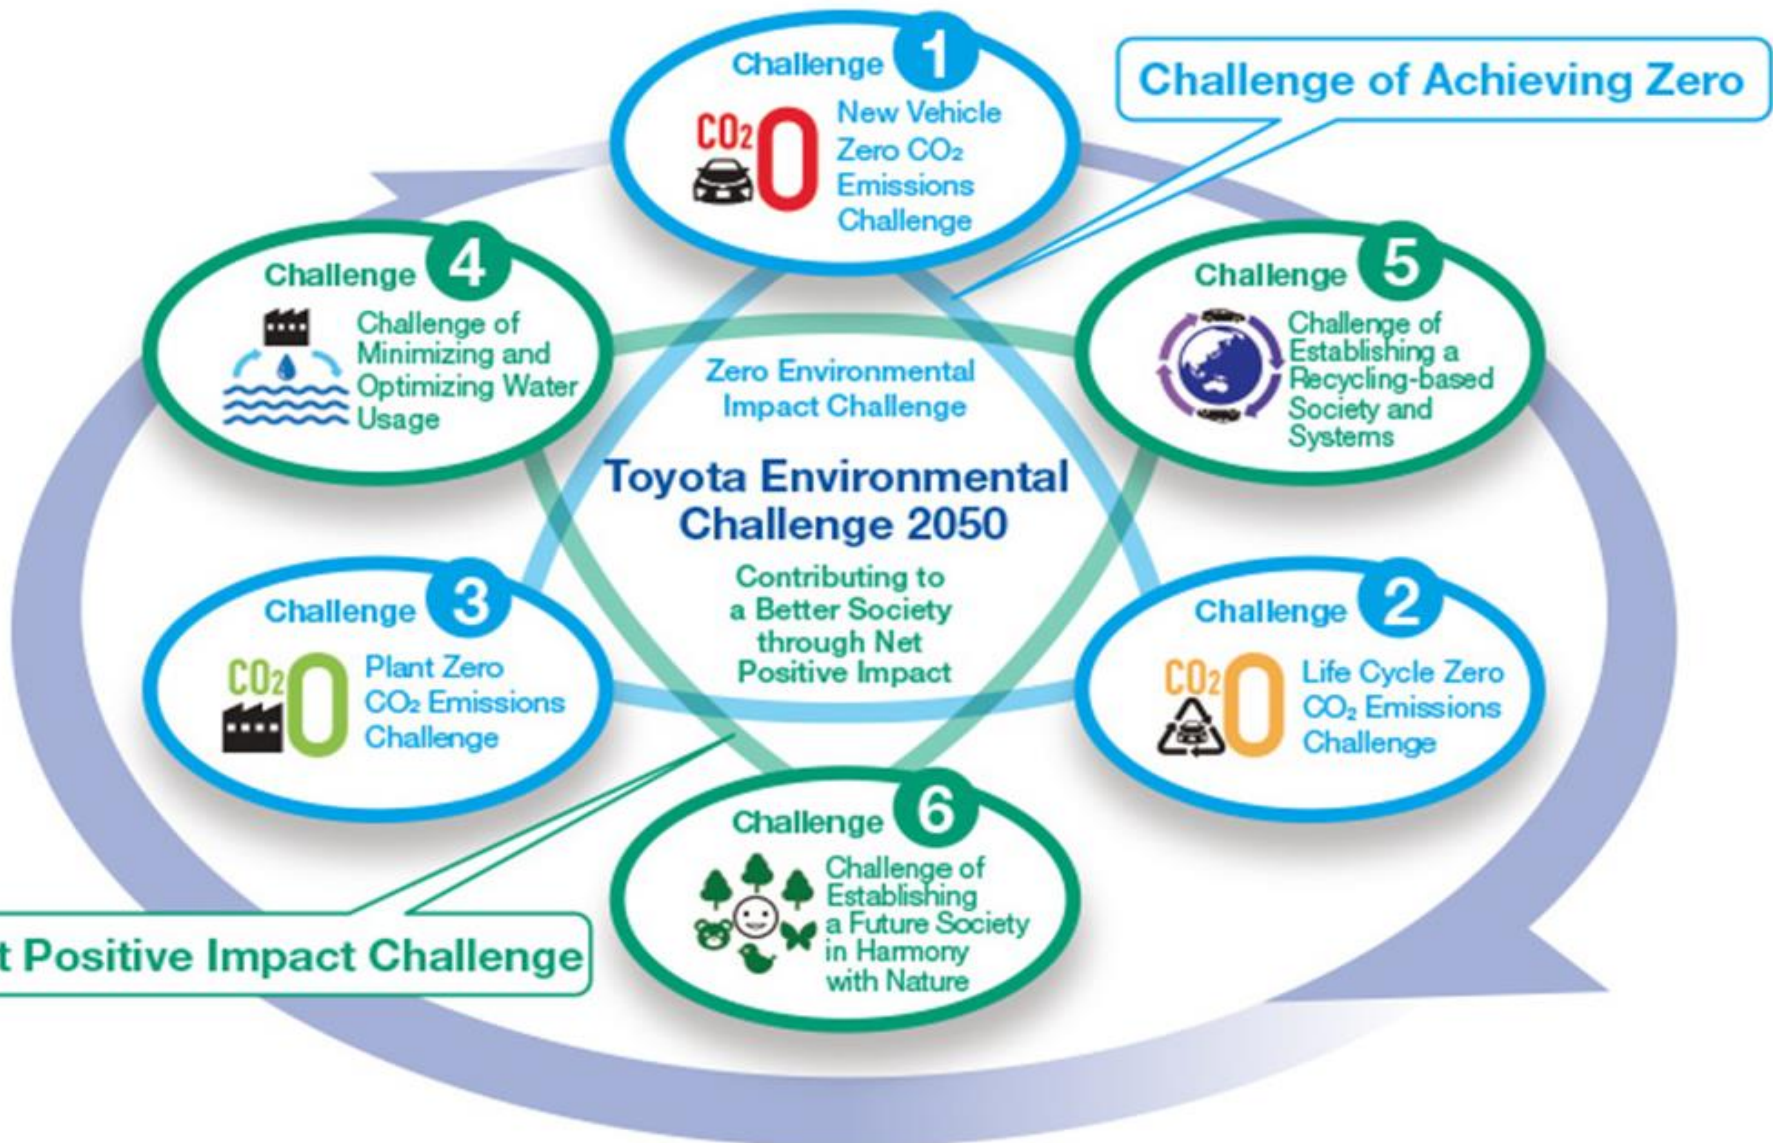 Challenge 1
CO₂ 0
New Vehicle
Zero CO₂
Emissions
Challenge
Challenge of Achieving Zero
Challenge 4
Challenge of
Minimizing and
Optimizing Water
Usage
Challenge 5
Challenge of
Establishing a
Recycling-based
Society and
Systems
Zero Environmental
Impact Challenge
Toyota Environmental
Challenge 2050
Contributing to
a Better Society
through Net
Positive Impact
Challenge 3
CO₂ 0
Plant Zero
CO₂ Emissions
Challenge
Challenge 2
CO₂ 0
Life Cycle Zero
CO₂ Emissions
Challenge
Challenge 6
Challenge of
Establishing
a Future Society
in Harmony
with Nature
t Positive Impact Challenge